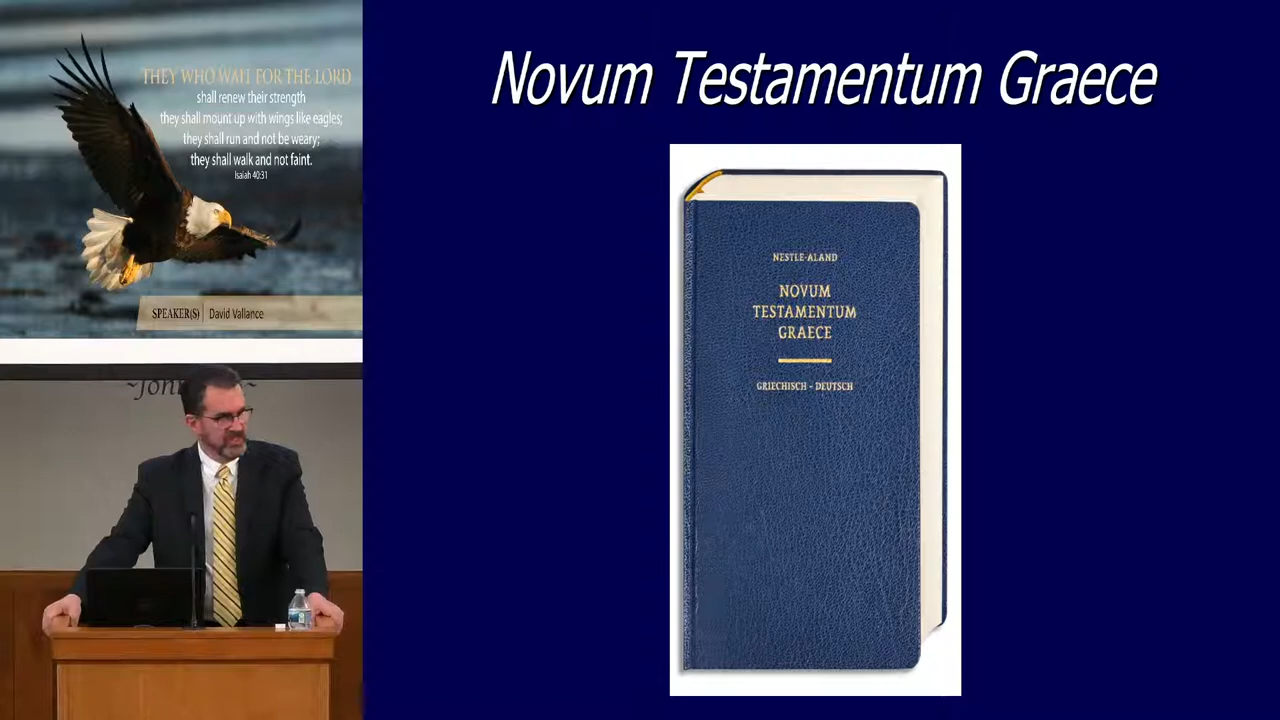 THEY WHO WAIT FOR THE LORD
shall renew their strength
they shall mount up with wings like eagles;
they shall run and not be weary;
they shall walk and not faint.
Isaiah 40:31
SPEAKER(S) David Vallance
Novum Testamentum Graece
NESTLE-ALAND
NOVUM
TESTAMENTUM
GRAECE
GRIECHISCH - DEUTSCH